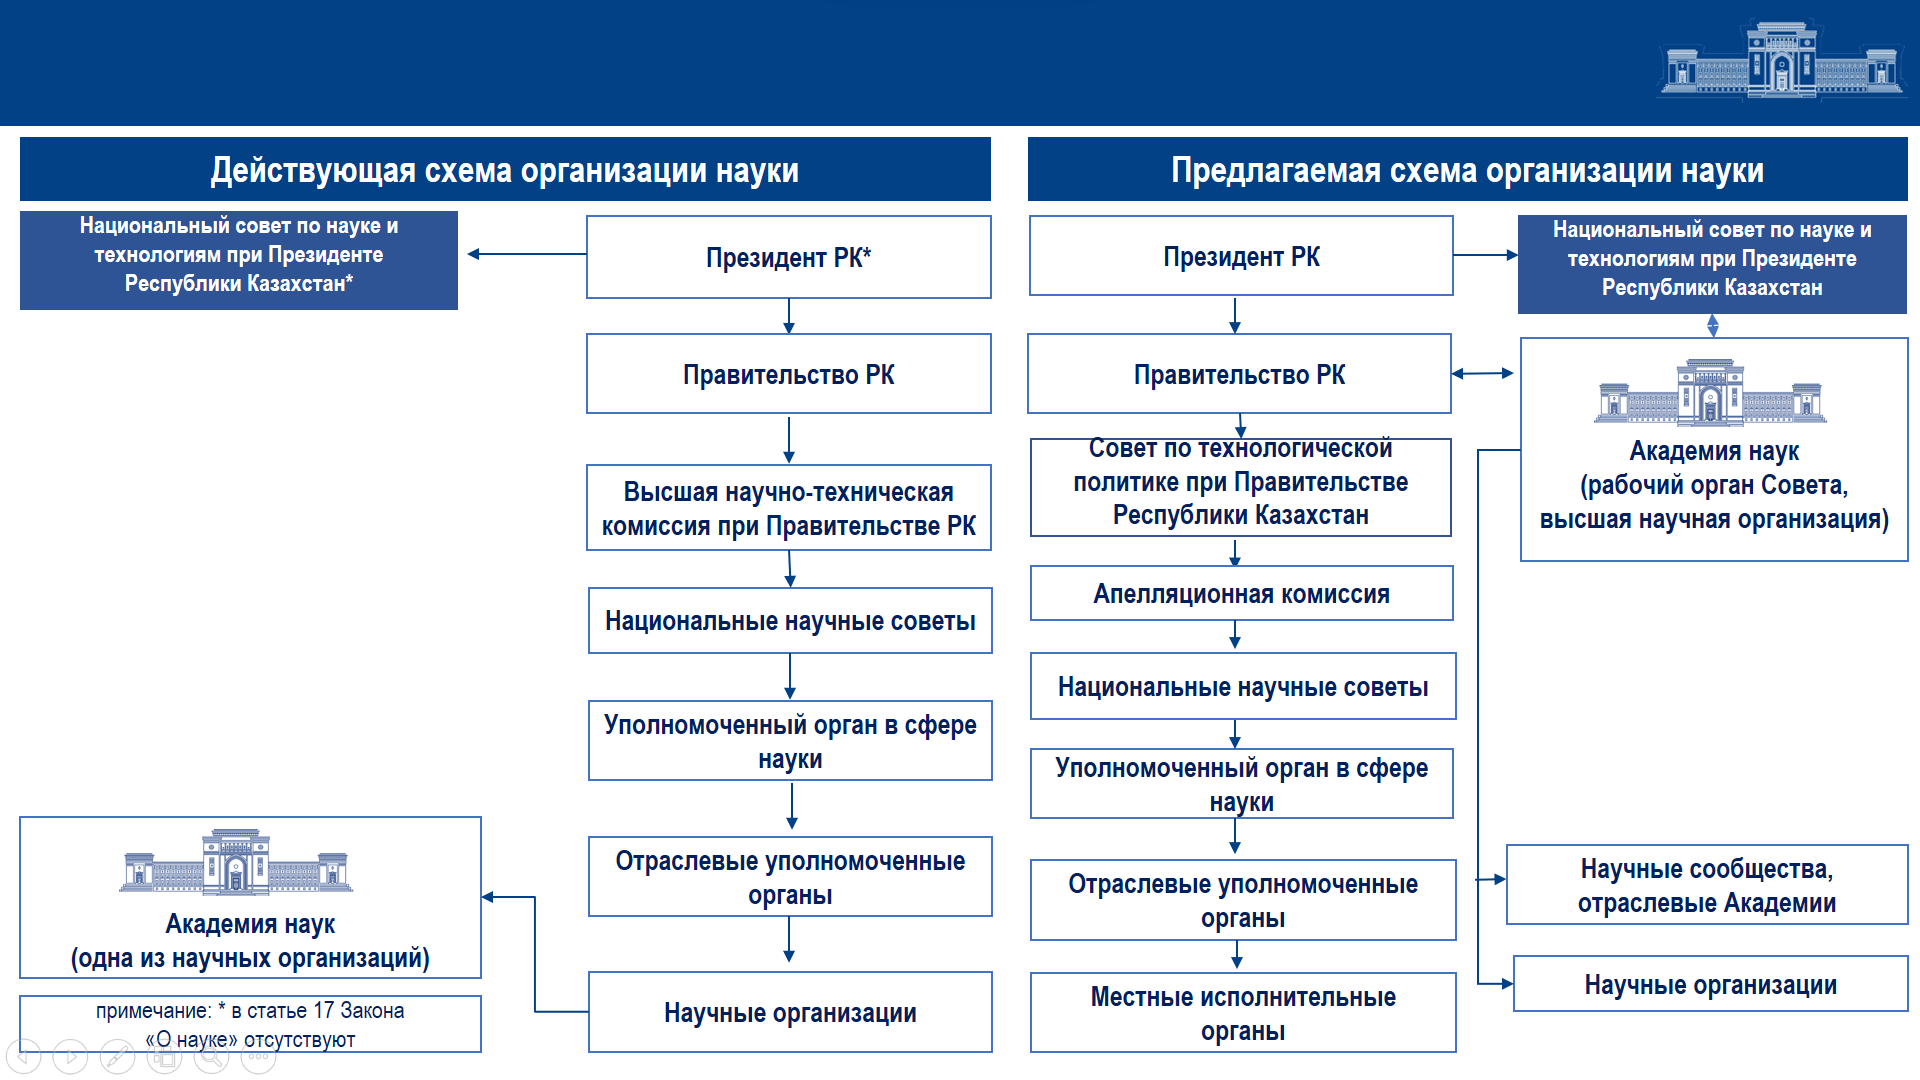 Действующая схема организации науки
Национальный совет по науке и
технологиям при Президенте
Республики Казахстан*
Президент РК*
Правительство РК
Высшая научно-техническая
комиссия при Правительстве РК
Национальные научные советы
Уполномоченный орган в сфере
науки
Отраслевые уполномоченные
органы
Научные организации
Академия наук
(одна из научных организаций)
примечание: * в статье 17 Закона
«О науке» отсутствуют
Предлагаемая схема организации науки
Президент РК
Национальный совет по науке и
технологиям при Президенте
Республики Казахстан
Правительство РК
Академия наук
(рабочий орган Совета,
высшая научная организация)
Совет по технологической
политике при Правительстве
Республики Казахстан
Апелляционная комиссия
Национальные научные советы
Уполномоченный орган в сфере
науки
Отраслевые уполномоченные
органы
Местные исполнительные
органы
Научные сообщества,
отраслевые Академии
Научные организации